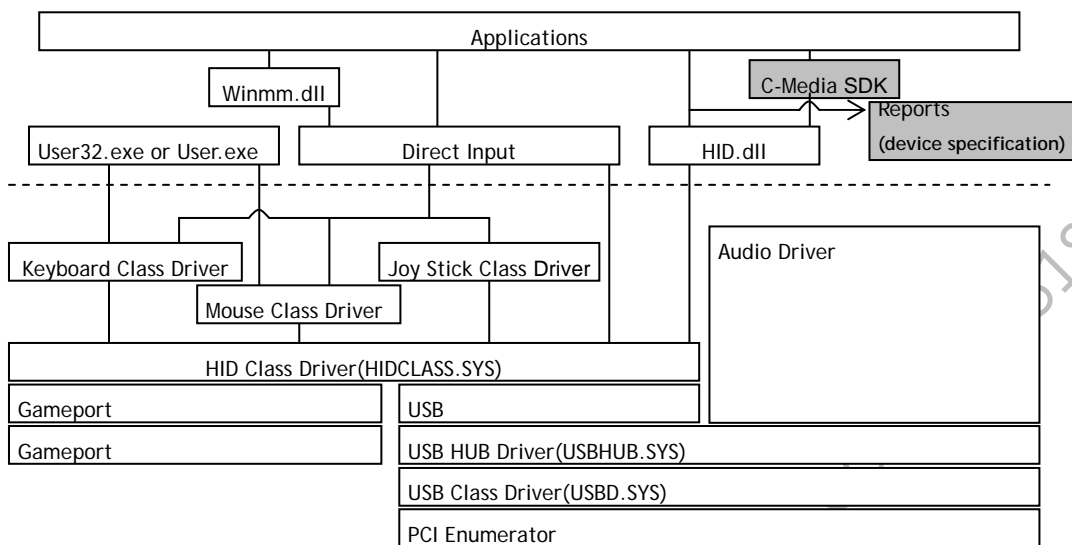 Applications
Winmm.dll
C-Media SDK
Reports
(device specification)
User32.exe or User.exe
Direct Input
HID.dll
Keyboard Class Driver
Joy Stick Class Driver
Audio Driver
Mouse Class Driver
HID Class Driver(HIDCLASS.SYS)
Gameport
USB
Gameport
USB HUB Driver(USBHUB.SYS)
USB Class Driver(USBD.SYS)
PCI Enumerator